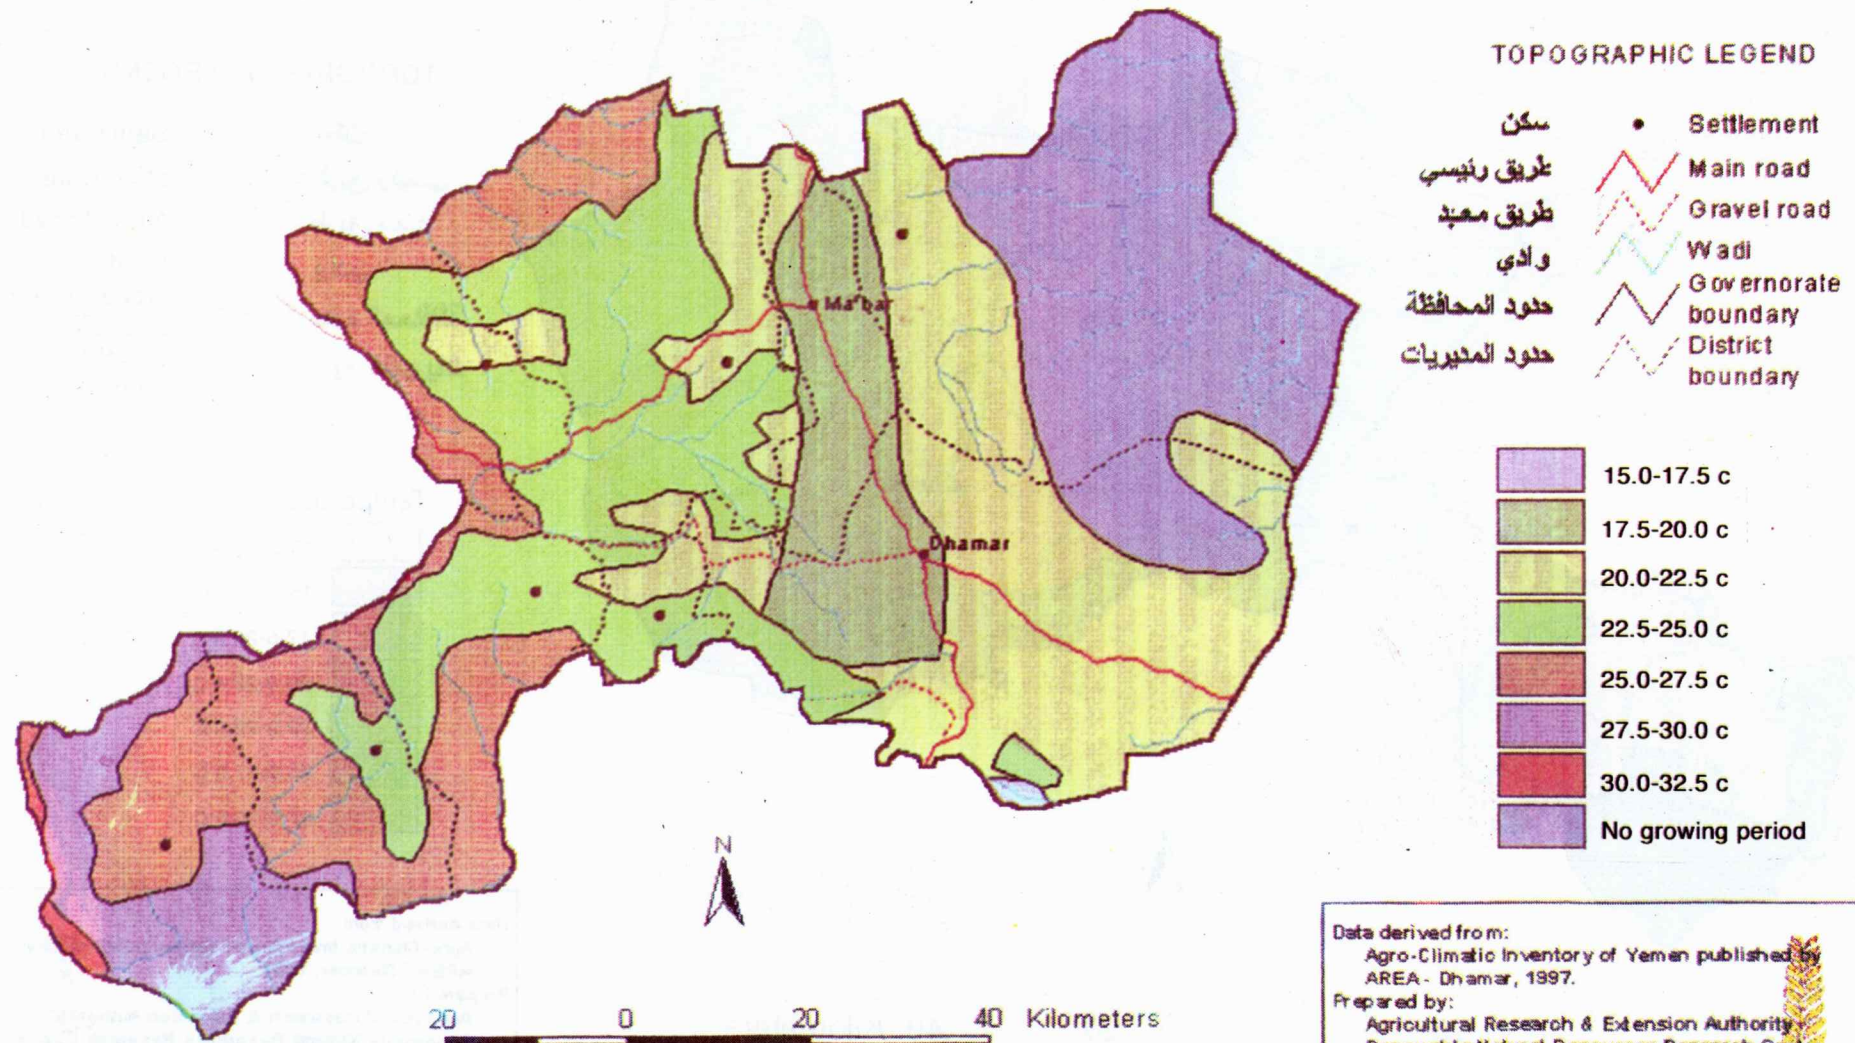 TOPOGRAPHIC LEGEND
سكن
Settlement
طريق رئيسي
Main road
طريق معبد
Gravel road
وادي
Wadi
حدود المحافظة
Governorate
boundary
حدود المديريات
District
boundary
Ma'bar
Dhamar
15.0-17.5 c
17.5-20.0 c
20.0-22.5 c
22.5-25.0 c
25.0-27.5 c
27.5-30.0 c
30.0-32.5 c
No growing period
N
20 0 20 40 Kilometers
Data derived from:
Agro-Climatic Inventory of Yemen published by
AREA - Dhamar, 1997.
Prepared by:
Agricultural Research & Extension Authority